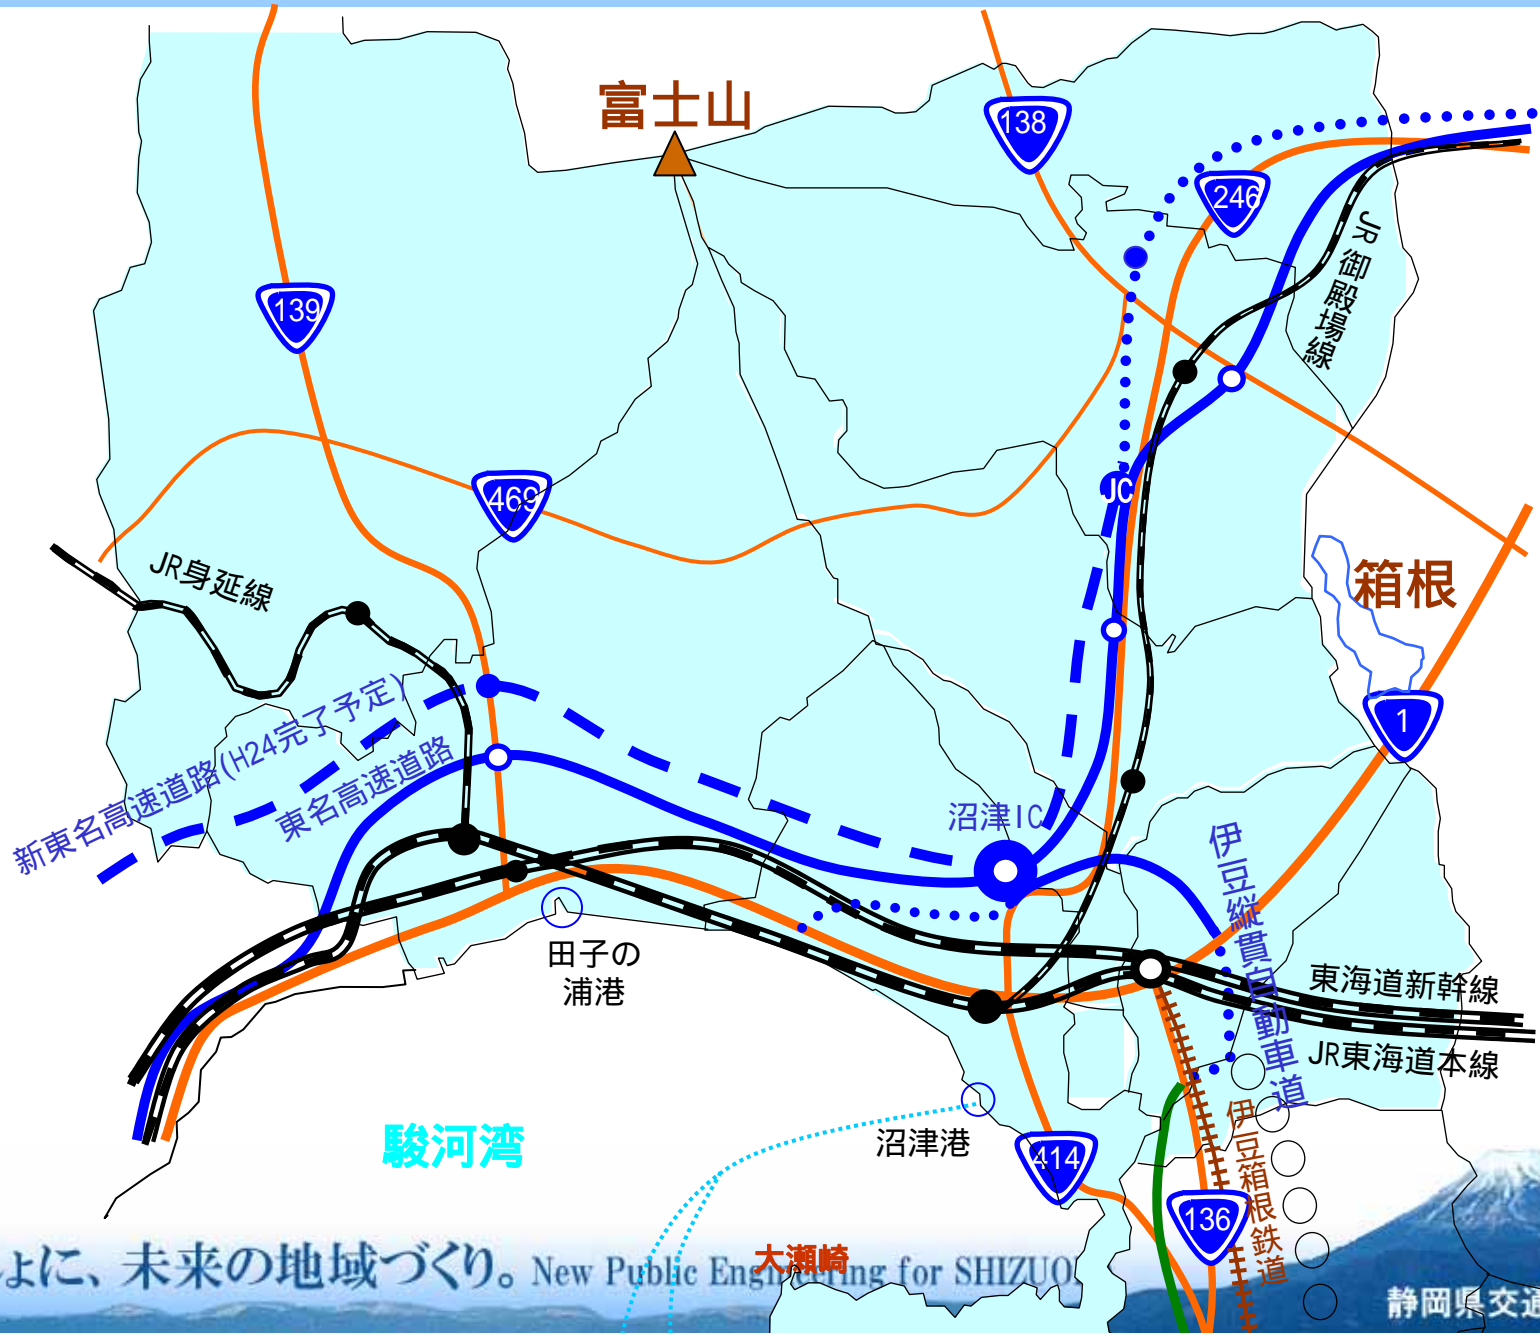 富士山
138
246
JR御殿場線
139
469
JC
JR身延線
箱根
新東名高速道路(H24完了予定)
東名高速道路
1
沼津IC
伊豆縦貫自動車道
田子の
浦港
東海道新幹線
JR東海道本線
駿河湾
沼津港
414
伊豆箱根鉄道
136
大瀬崎
ょに、未来の地域づくり。New Public Engineering for SHIZUO
静岡県交通